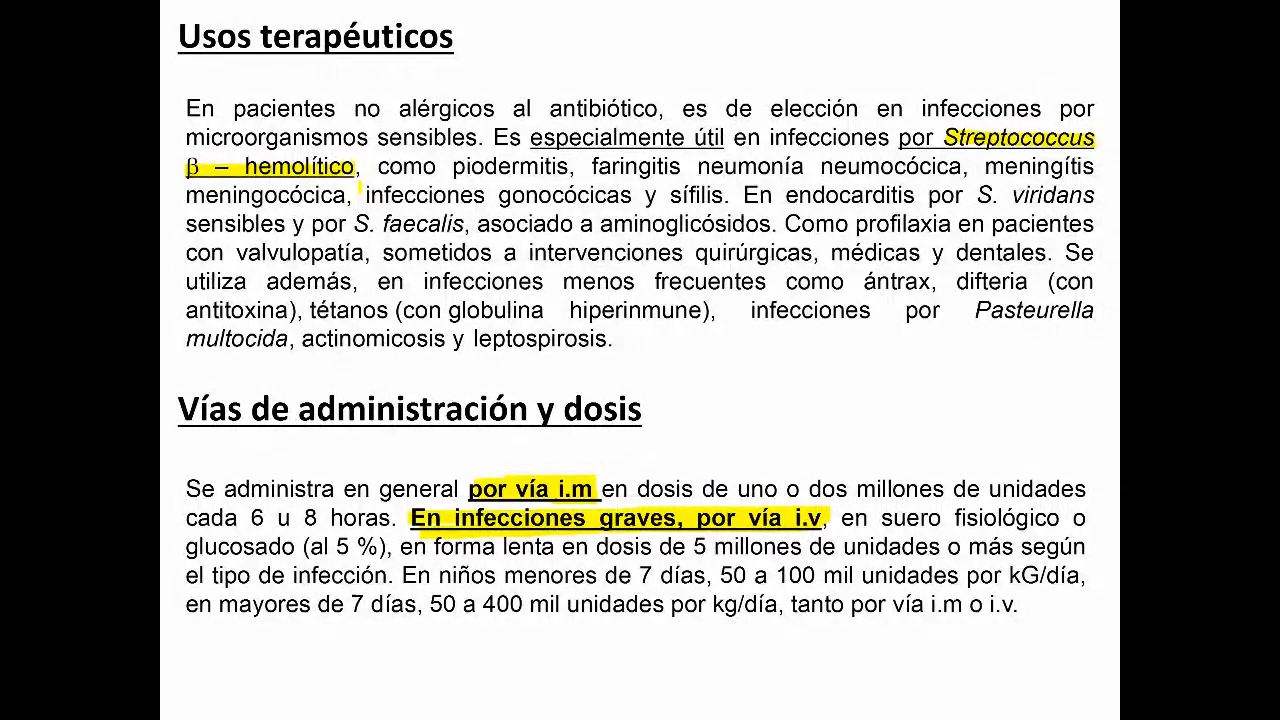 Usos terapéuticos
En pacientes no alérgicos al antibiótico, es de elección en infecciones por
microorganismos sensibles. Es especialmente útil en infecciones por Streptococcus
β – hemolítico, como piodermitis, faringitis neumonía neumocócica, meningítis
meningocócica, infecciones gonocócicas y sífilis. En endocarditis por S. viridans
sensibles y por S. faecalis, asociado a aminoglicósidos. Como profilaxia en pacientes
con valvulopatía, sometidos a intervenciones quirúrgicas, médicas y dentales. Se
utiliza además, en infecciones menos frecuentes como ántrax, difteria (con
antitoxina), tétanos (con globulina hiperinmune), infecciones por Pasteurella
multocida, actinomicosis y leptospirosis.
Vías de administración y dosis
Se administra en general por vía i.m en dosis de uno o dos millones de unidades
cada 6 u 8 horas. En infecciones graves, por vía i.v, en suero fisiológico o
glucosado (al 5 %), en forma lenta en dosis de 5 millones de unidades o más según
el tipo de infección. En niños menores de 7 días, 50 a 100 mil unidades por kG/día,
en mayores de 7 días, 50 a 400 mil unidades por kg/día, tanto por vía i.m o i.v.